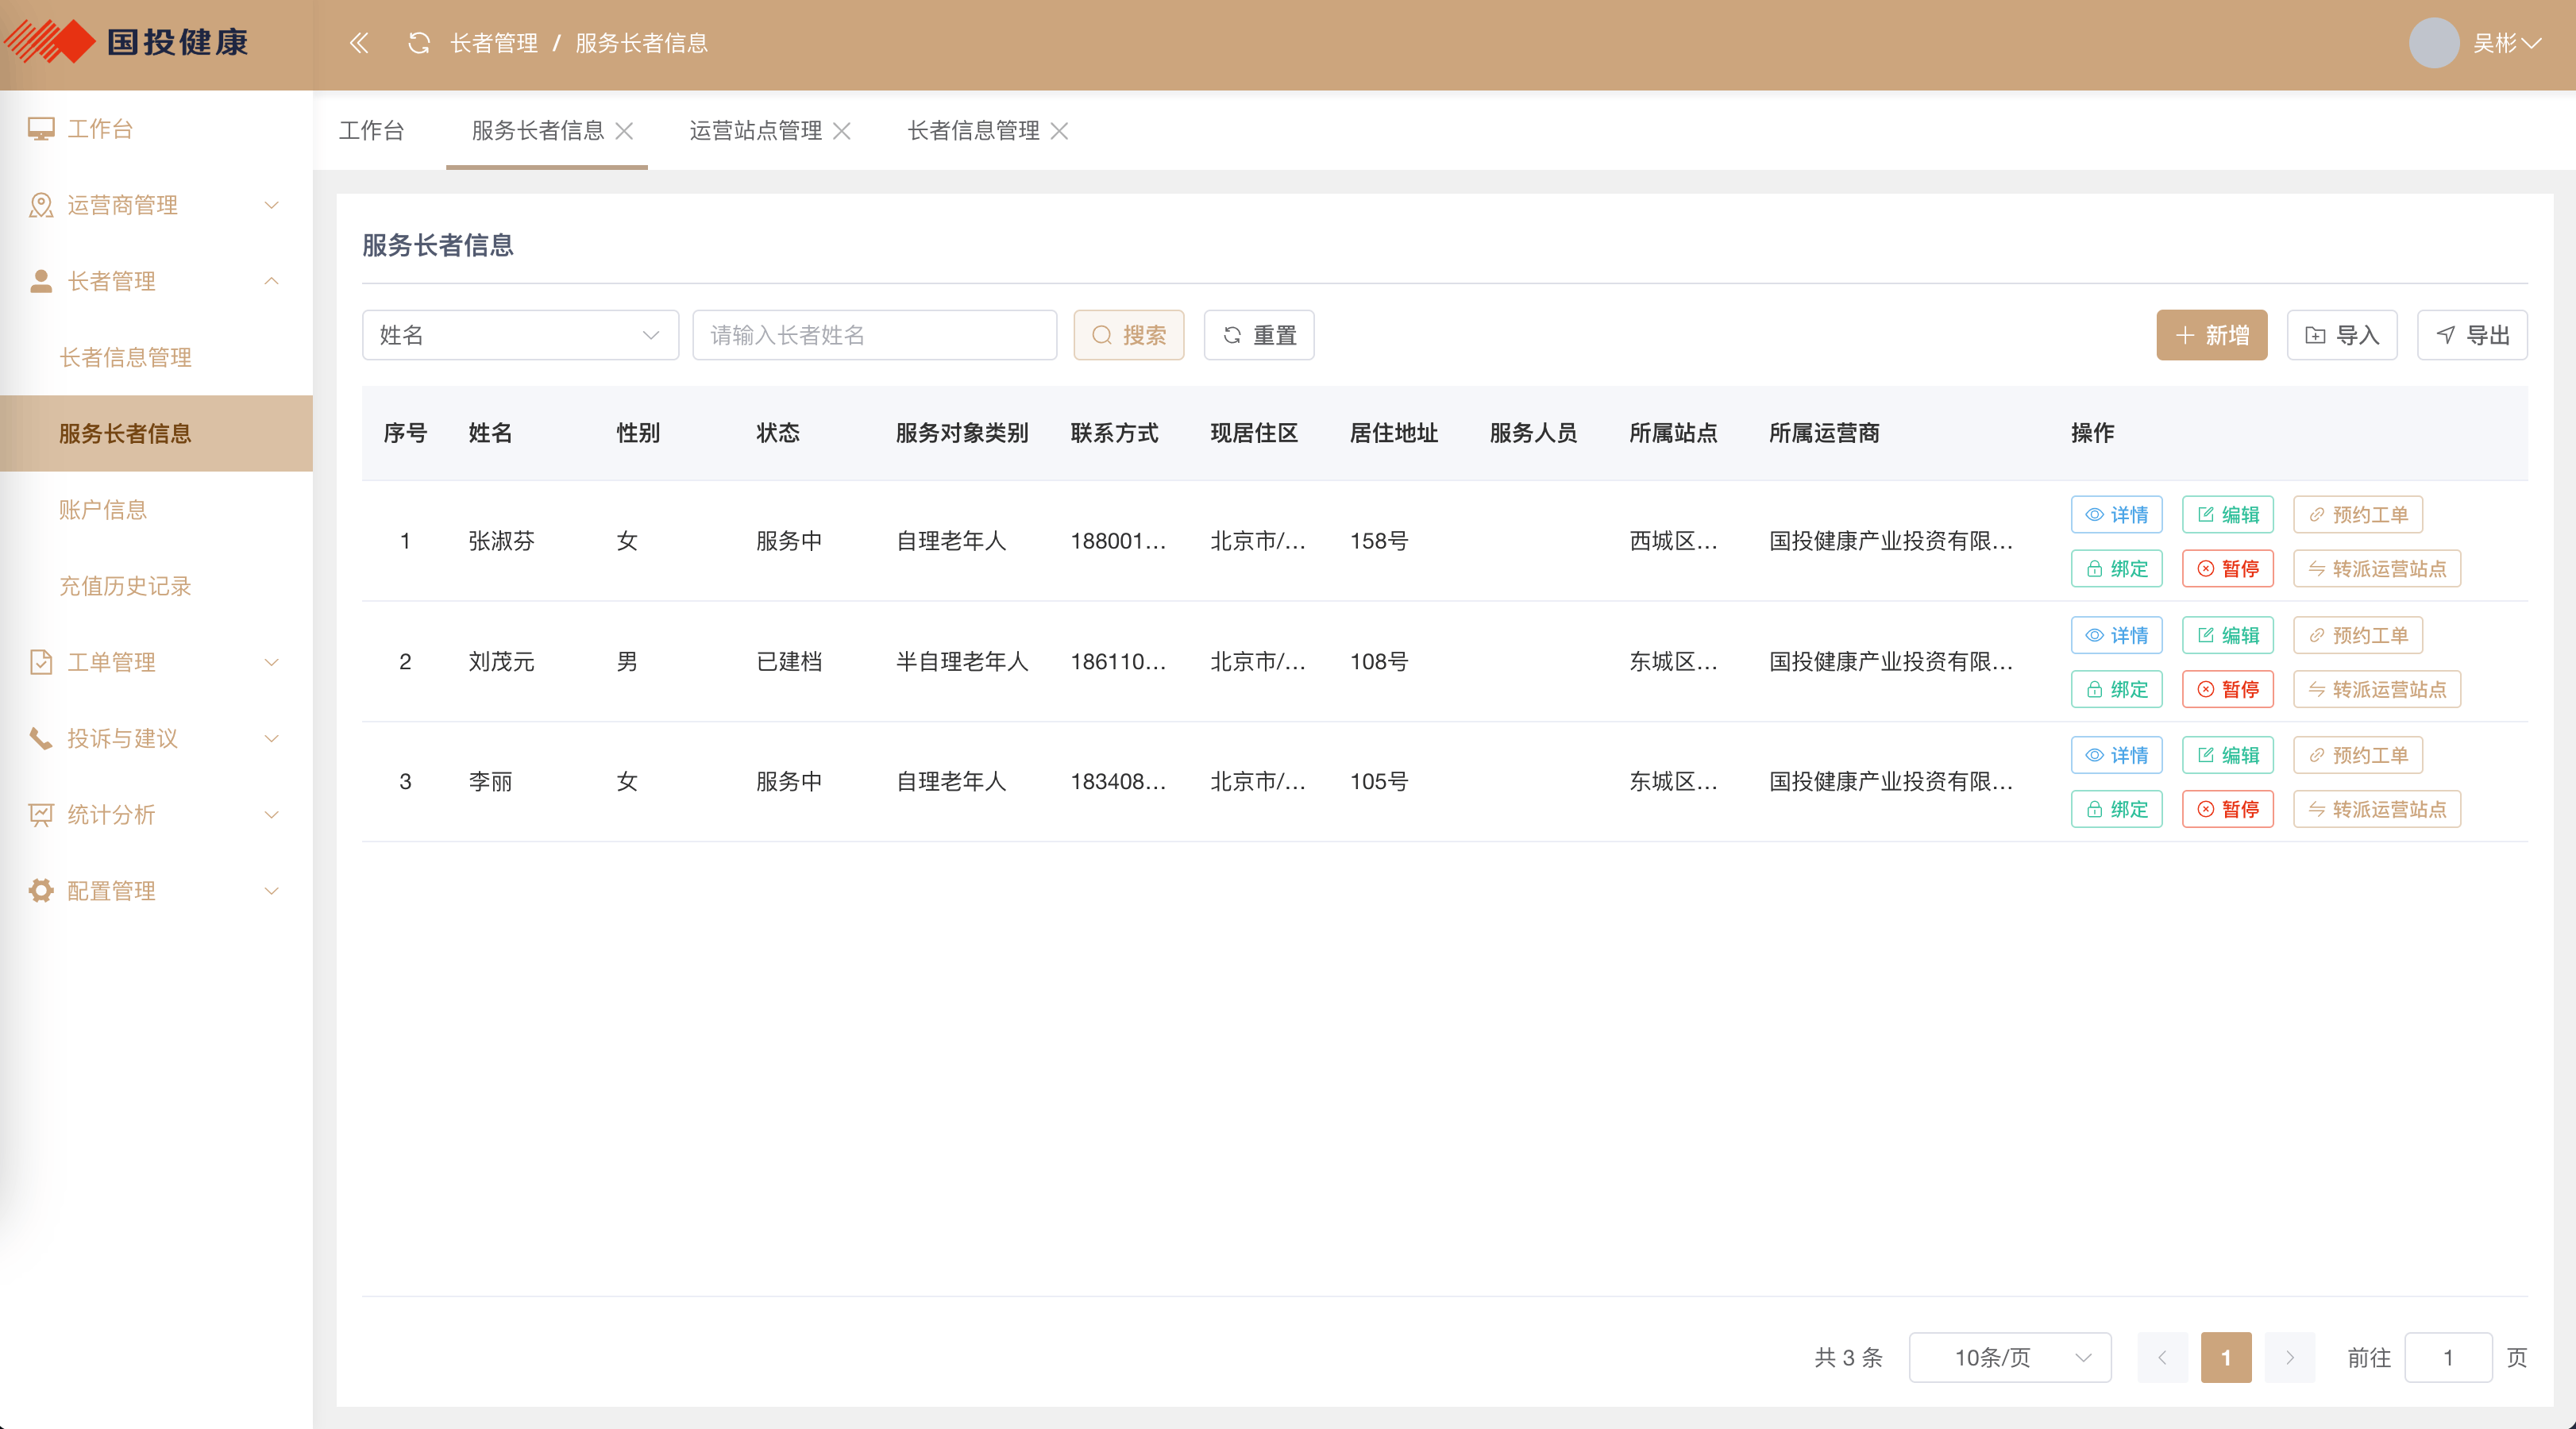 国投健康
长者管理 / 服务长者信息
吴彬
工作台
运营商管理
长者管理
长者信息管理
服务长者信息
账户信息
充值历史记录
工单管理
投诉与建议
统计分析
配置管理
工作台 服务长者信息 运营站点管理 长者信息管理
服务长者信息
姓名 请输入长者姓名 搜索 重置 新增 导入 导出
序号 姓名 性别 状态 服务对象类别 联系方式 现居住区 居住地址 服务人员 所属站点 所属运营商 操作
1 张淑芬 女 服务中 自理老年人 188001... 北京市/... 158号 西城区... 国投健康产业投资有限... 详情 编辑 预约工单
绑定 暂停 转派运营站点
2 刘茂元 男 已建档 半自理老年人 186110... 北京市/... 108号 东城区... 国投健康产业投资有限... 详情 编辑 预约工单
绑定 暂停 转派运营站点
3 李丽 女 服务中 自理老年人 183408... 北京市/... 105号 东城区... 国投健康产业投资有限... 详情 编辑 预约工单
绑定 暂停 转派运营站点
共 3 条 10条/页 1 前往 1 页